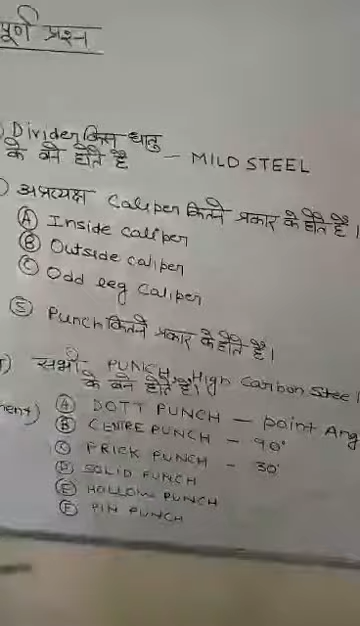 पूर्ण प्रश्न
Divider किस धातु
के बने होते है — MILD STEEL
अप्रत्यक्ष Caliper कितने प्रकार के होते है।
Ⓐ Inside caliper
Ⓑ Outside caliper
Ⓒ Odd leg Caliper
Punch कितने प्रकार के होते है।
सभी PUNCH High Carbon Steel
के बने होते है।
Ⓐ DOTT PUNCH — Point Ang
Ⓑ CENTRE PUNCH - 90°
Ⓒ PRICK PUNCH - 30°
Ⓓ SOLID PUNCH
Ⓔ HOLLOW PUNCH
Ⓕ PIN PUNCH